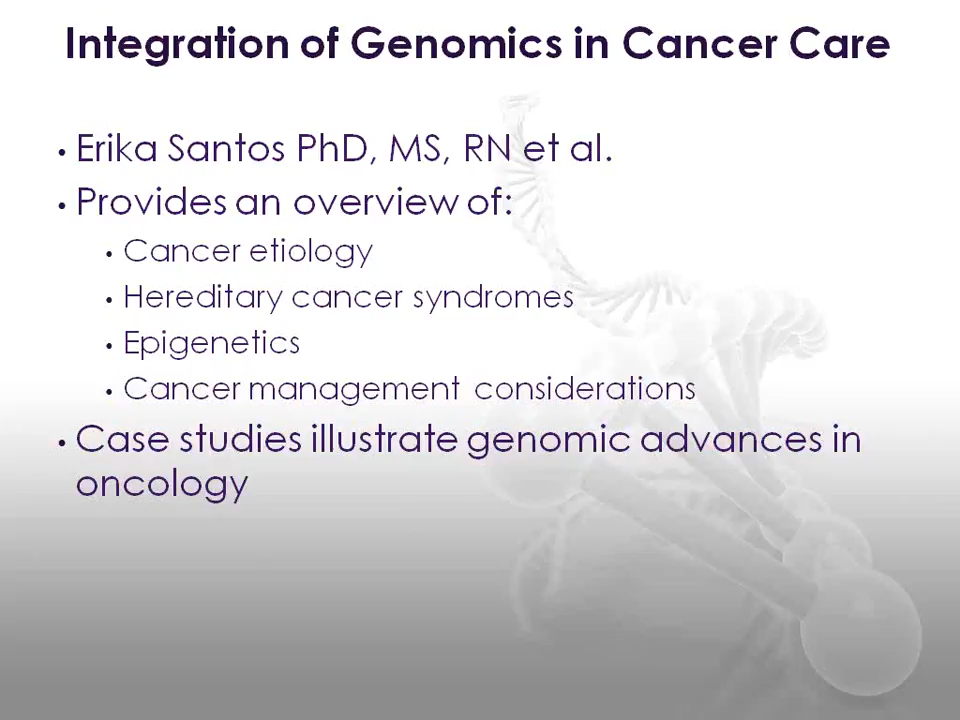 Integration of Genomics in Cancer Care
• Erika Santos PhD, MS, RN et al.
• Provides an overview of:
• Cancer etiology
• Hereditary cancer syndromes
• Epigenetics
• Cancer management considerations
• Case studies illustrate genomic advances in
oncology